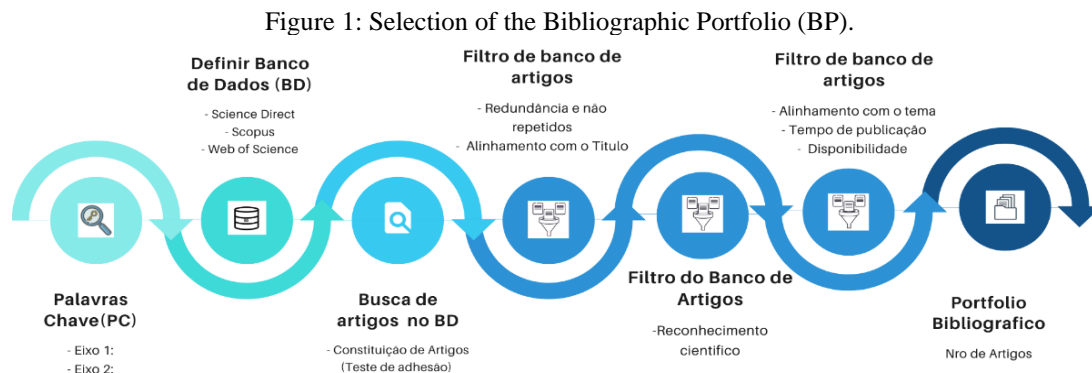 Figure 1: Selection of the Bibliographic Portfolio (BP).
Palavras
Chave(PC)
- Eixo 1:
- Eixo 2:
Definir Banco
de Dados (BD)
- Science Direct
- Scopus
- Web of Science
Busca de
artigos no BD
- Constituição de Artigos
(Teste de adhesão)
Filtro de banco de
artigos
- Redundância e não
repetidos
- Alinhamento com o Titulo
Filtro do Banco de
Artigos
-Reconhecimento
cientifico
Filtro de banco de
artigos
- Alinhamento com o tema
- Tempo de publicação
- Disponibilidade
Portfolio
Bibliografico
Nro de Artigos